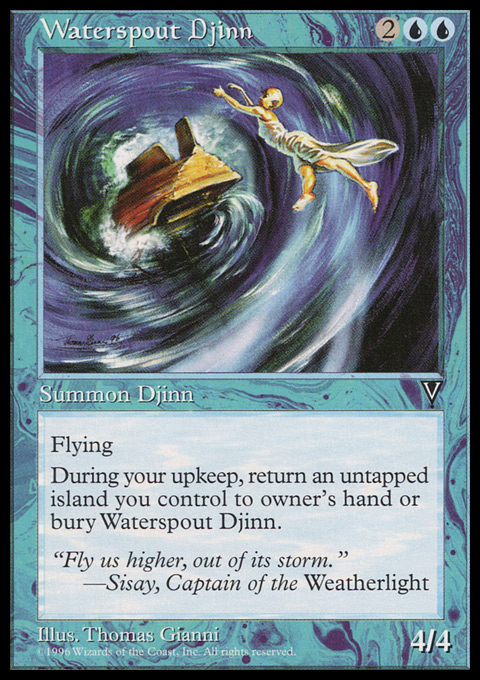 Waterspout Djinn 2
Summon Djinn V
Flying
During your upkeep, return an untapped
island you control to owner's hand or
bury Waterspout Djinn.
"Fly us higher, out of its storm."
—Sisay, Captain of the Weatherlight
Illus. Thomas Gianni
©1996 Wizards of the Coast, Inc. All rights reserved.
4/4